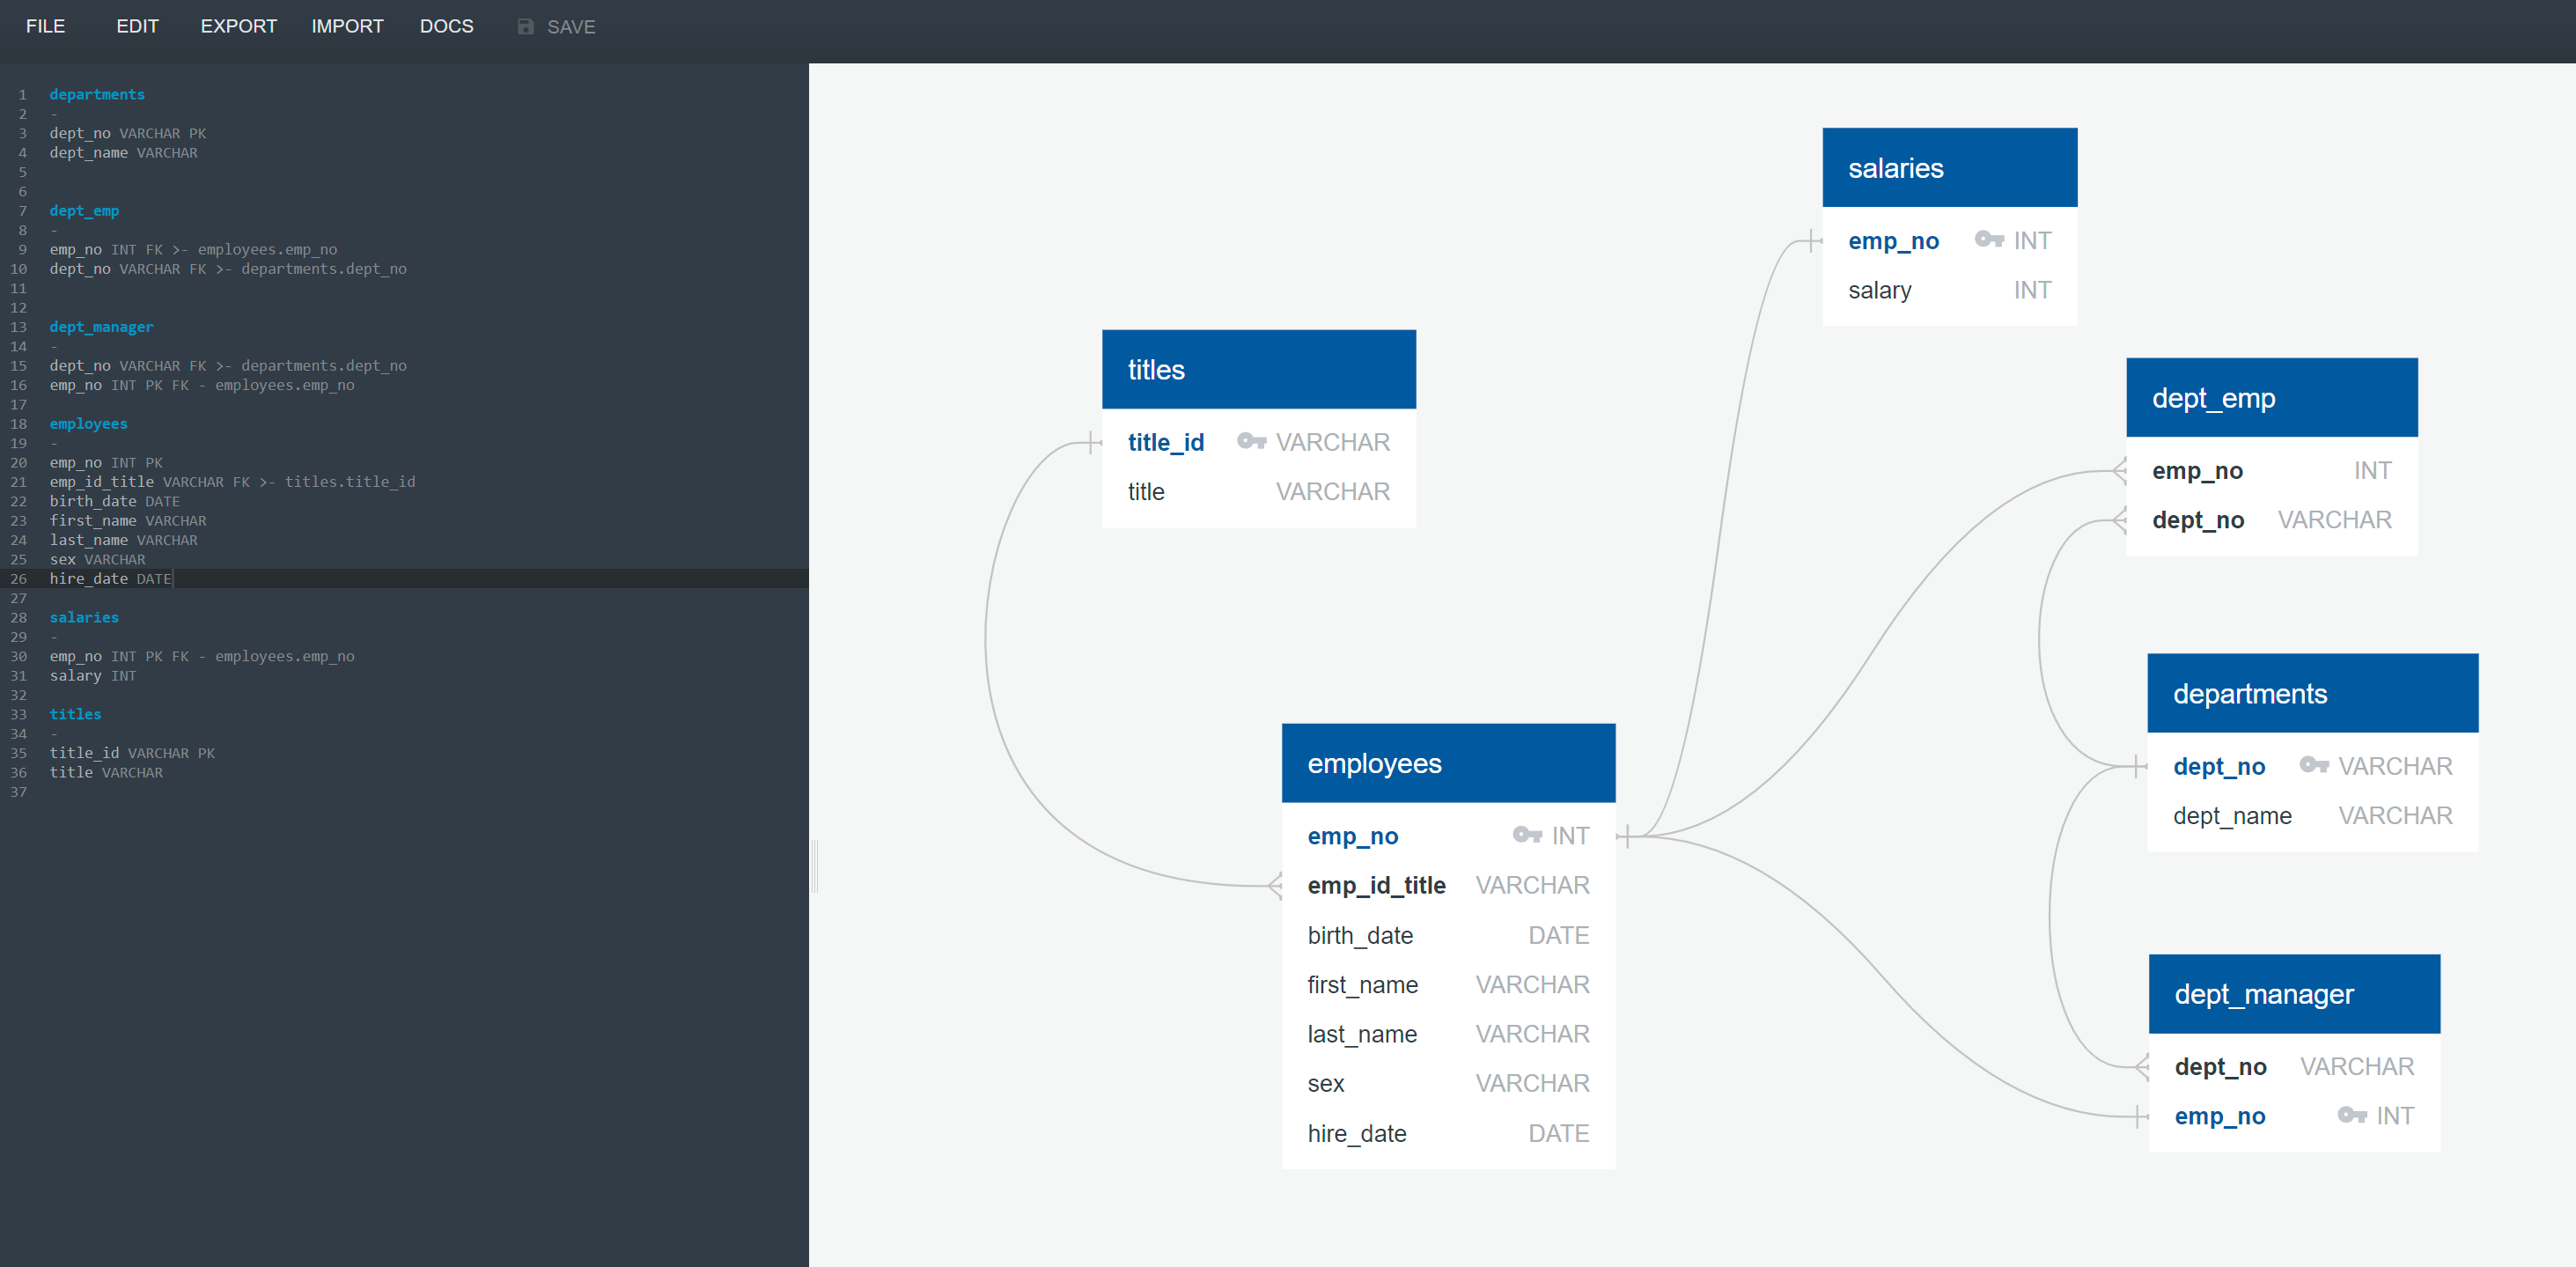 FILE EDIT EXPORT IMPORT DOCS SAVE
1 departments
2 -
3 dept_no VARCHAR PK
4 dept_name VARCHAR
5
6
7 dept_emp
8 -
9 emp_no INT FK >- employees.emp_no
10 dept_no VARCHAR FK >- departments.dept_no
11
12
13 dept_manager
14 -
15 dept_no VARCHAR FK >- departments.dept_no
16 emp_no INT PK FK - employees.emp_no
17
18 employees
19 -
20 emp_no INT PK
21 emp_id_title VARCHAR FK >- titles.title_id
22 birth_date DATE
23 first_name VARCHAR
24 last_name VARCHAR
25 sex VARCHAR
26 hire_date DATE
27
28 salaries
29 -
30 emp_no INT PK FK - employees.emp_no
31 salary INT
32
33 titles
34 -
35 title_id VARCHAR PK
36 title VARCHAR
37
salaries
emp_no INT
salary INT
titles
title_id VARCHAR
title VARCHAR
dept_emp
emp_no INT
dept_no VARCHAR
departments
dept_no VARCHAR
dept_name VARCHAR
employees
emp_no INT
emp_id_title VARCHAR
birth_date DATE
first_name VARCHAR
last_name VARCHAR
sex VARCHAR
hire_date DATE
dept_manager
dept_no VARCHAR
emp_no INT